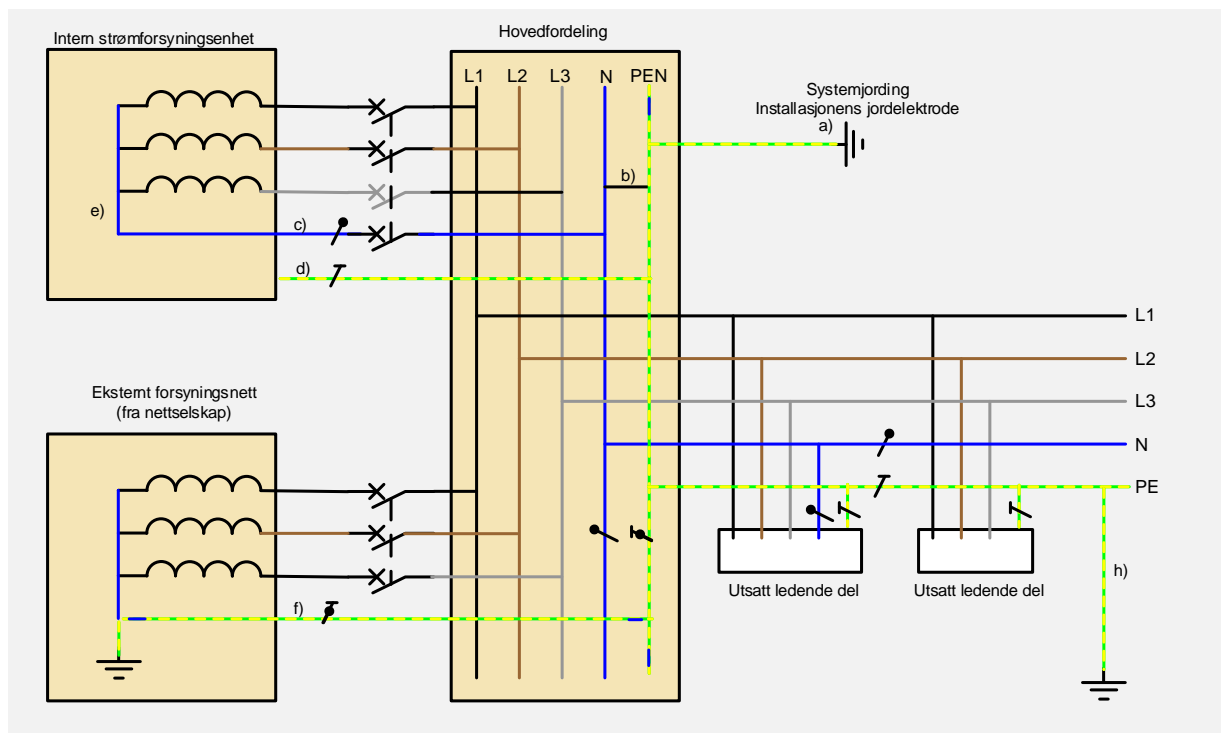 Intern strømforsyningsenhet
Hovedfordeling
L1 L2 L3 N PEN
Systemjording
Installasjonens jordelektrode
a)
b)
e)
c)
d)
L1
L2
Eksternt forsyningsnett
(fra nettselskap)
L3
N
PE
h)
Utsatt ledende del
Utsatt ledende del
f)